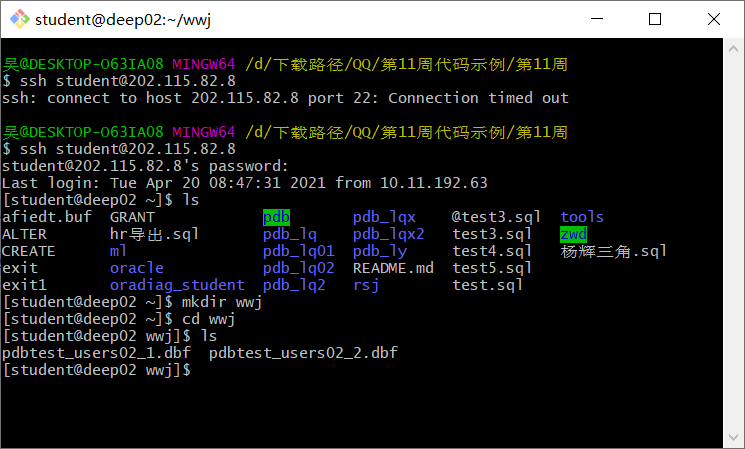 student@deep02:~/wwj
吴@DESKTOP-O63IA08 MINGW64 /d/下载路径/QQ/第11周代码示例/第11周
$ ssh student@202.115.82.8
ssh: connect to host 202.115.82.8 port 22: Connection timed out
吴@DESKTOP-O63IA08 MINGW64 /d/下载路径/QQ/第11周代码示例/第11周
$ ssh student@202.115.82.8
student@202.115.82.8's password:
Last login: Tue Apr 20 08:47:31 2021 from 10.11.192.63
[student@deep02 ~]$ ls
afiedt.buf  GRANT            pdb       pdb_lqx    @test3.sql  tools
ALTER       hr导出.sql       pdb_lq    pdb_lqx2   test3.sql   zwd
CREATE      ml               pdb_lq01  pdb_ly     test4.sql   杨辉三角.sql
exit        oracle           pdb_lq02  README.md  test5.sql
exit1       oradiag_student  pdb_lq2   rsj        test.sql
[student@deep02 ~]$ mkdir wwj
[student@deep02 ~]$ cd wwj
[student@deep02 wwj]$ ls
pdbtest_users02_1.dbf  pdbtest_users02_2.dbf
[student@deep02 wwj]$